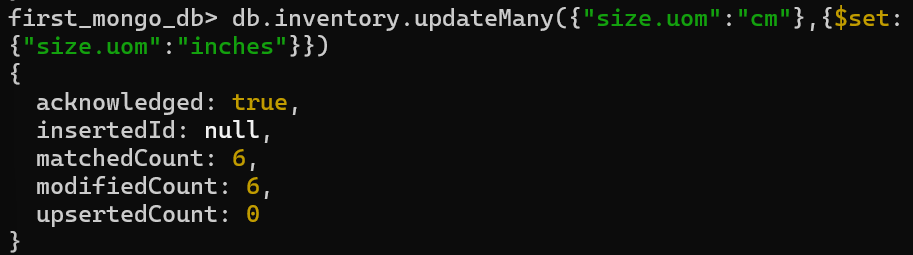 first_mongo_db> db.inventory.updateMany({"size.uom":"cm"},{$set:
{"size.uom":"inches"}})
{
  acknowledged: true,
  insertedId: null,
  matchedCount: 6,
  modifiedCount: 6,
  upsertedCount: 0
}